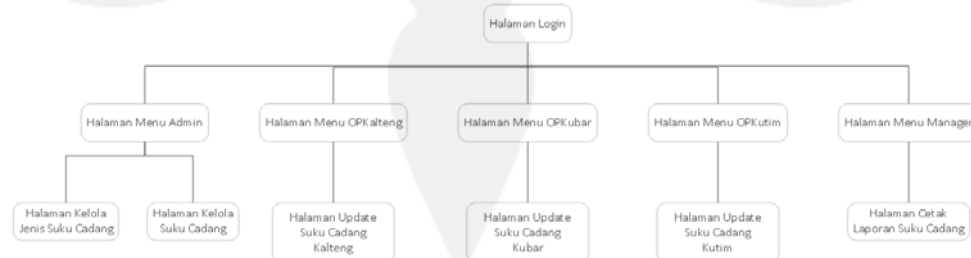 Halaman Login
Halaman Menu Admin
Halaman Menu OPKalteng
Halaman Menu OPKubar
Halaman Menu OPKutim
Halaman Menu Manager
Halaman Kelola
Jenis Suku Cadang
Halaman Kelola
Suku Cadang
Halaman Update
Suku Cadang
Kalteng
Halaman Update
Suku Cadang
Kubar
Halaman Update
Suku Cadang
Kutim
Halaman Cetak
Laporan Suku Cadang